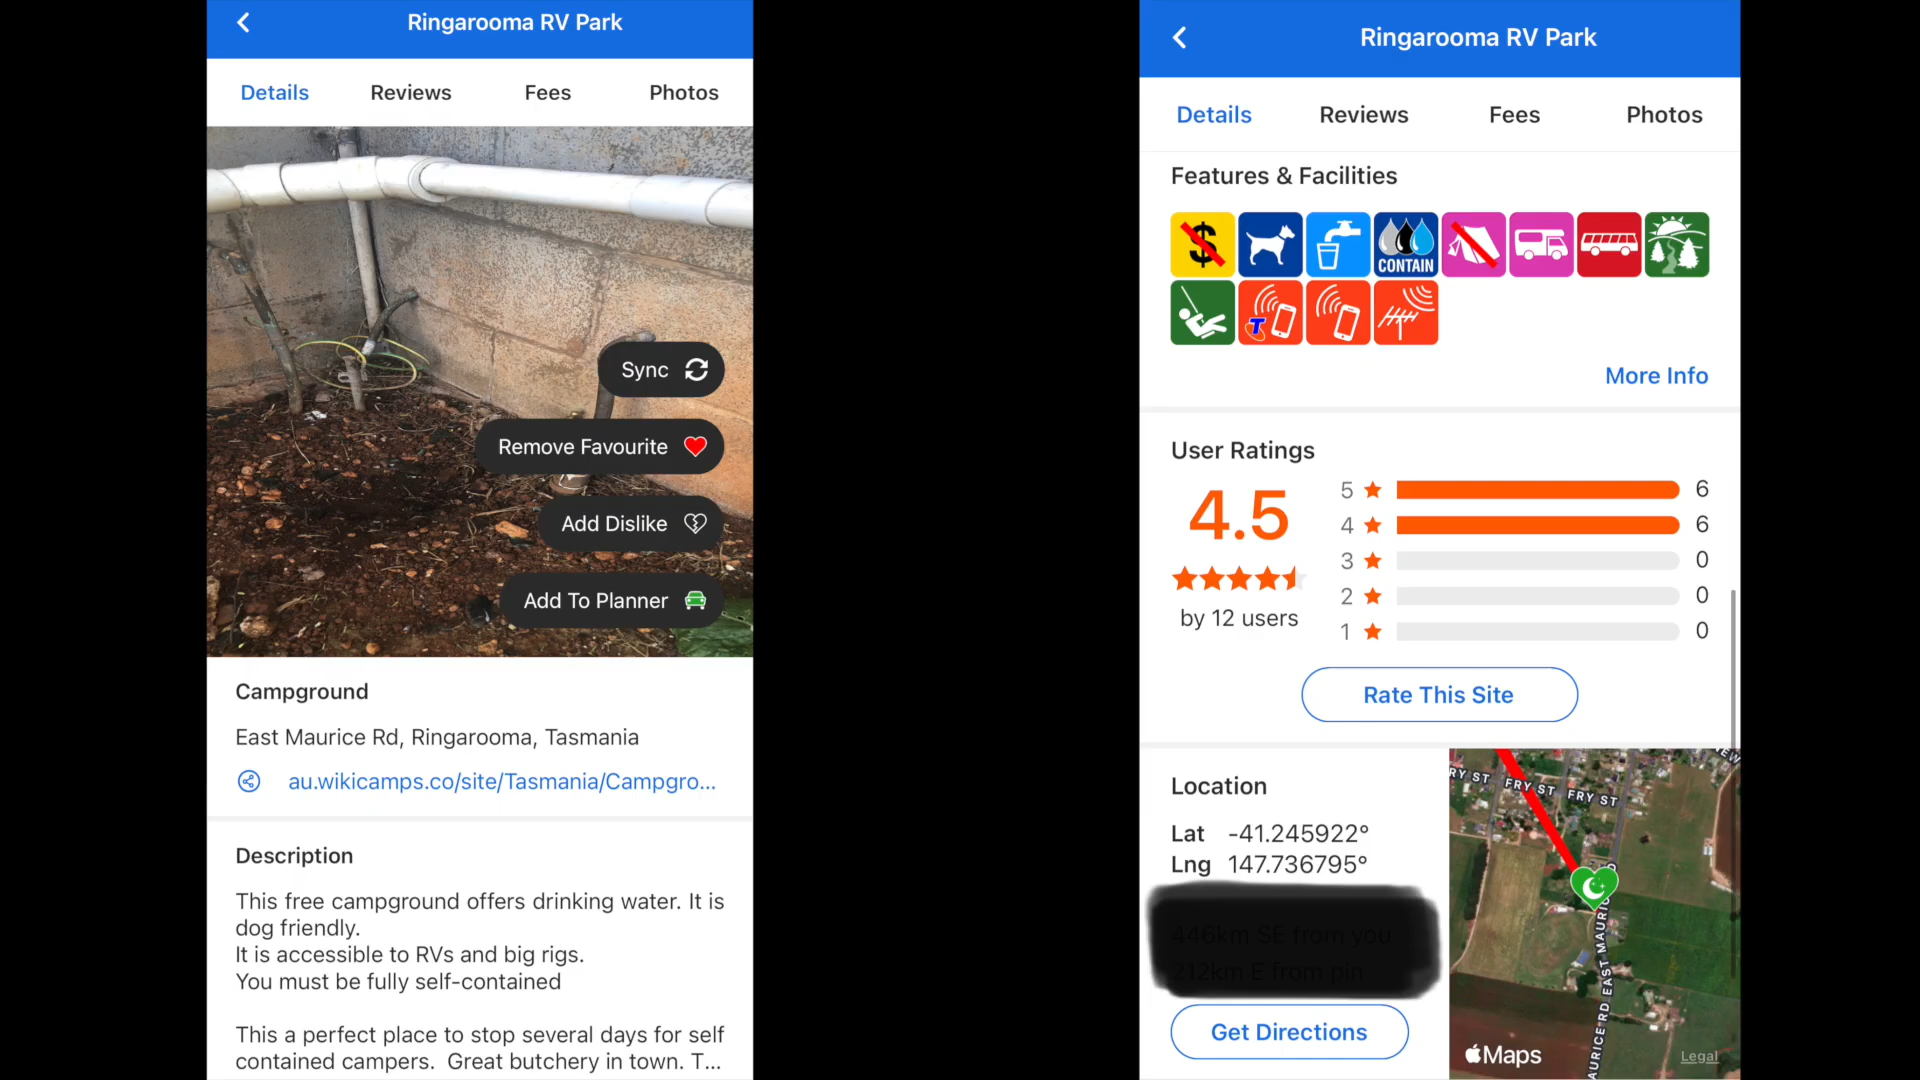 Ringarooma RV Park
Details Reviews Fees Photos
Sync
Remove Favourite
Add Dislike
Add To Planner
Campground
East Maurice Rd, Ringarooma, Tasmania
au.wikicamps.co/site/Tasmania/Campgro...
Description
This free campground offers drinking water. It is
dog friendly.
It is accessible to RVs and big rigs.
You must be fully self-contained
This a perfect place to stop several days for self
contained campers. Great butchery in town. T...
Ringarooma RV Park
Details Reviews Fees Photos
Features & Facilities
$
CONTAIN
T
More Info
User Ratings
4.5
by 12 users
5 6
4 6
3 0
2 0
1 0
Rate This Site
Location
Lat -41.245922°
Lng 147.736795°
Get Directions
RY ST FRY ST FRY ST
Maps
Legal